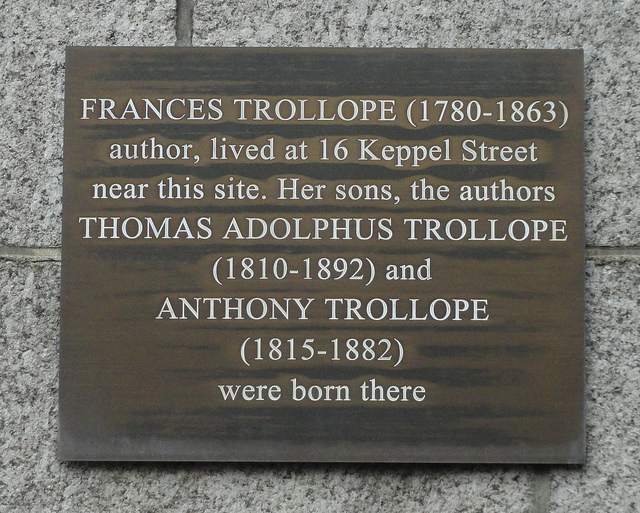 FRANCES TROLLOPE (1780-1863)
author, lived at 16 Keppel Street
near this site. Her sons, the authors
THOMAS ADOLPHUS TROLLOPE
(1810-1892) and
ANTHONY TROLLOPE
(1815-1882)
were born there